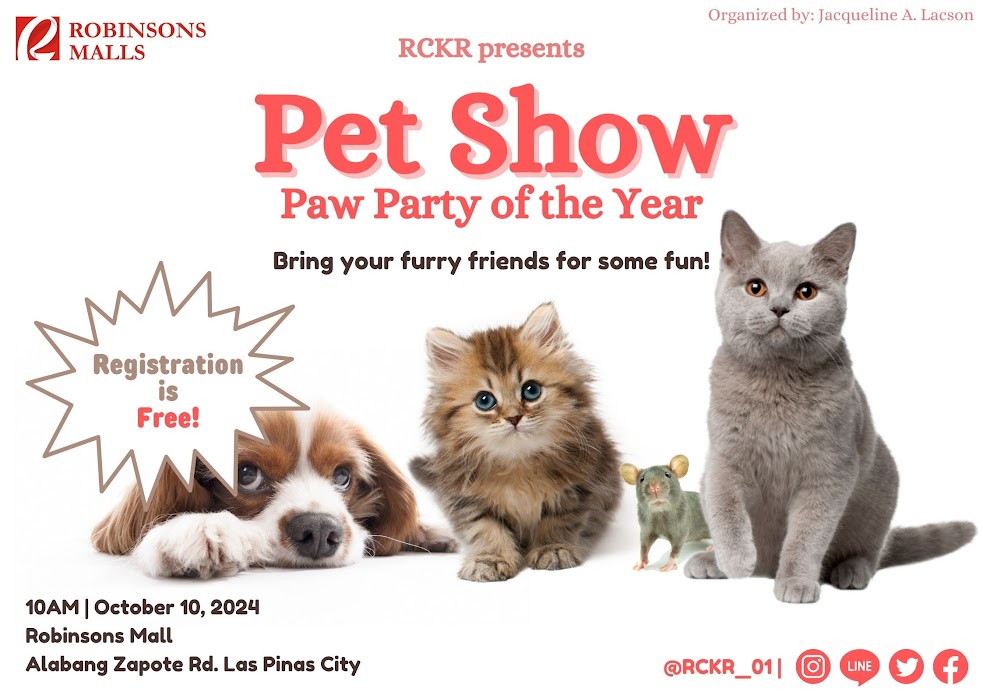 ROBINSONS
MALLS
Organized by: Jacqueline A. Lacson
RCKR presents
Pet Show
Paw Party of the Year
Bring your furry friends for some fun!
Registration
is
Free!
10AM | October 10, 2024
Robinsons Mall
Alabang Zapote Rd. Las Pinas City
@RCKR_01 |
LINE